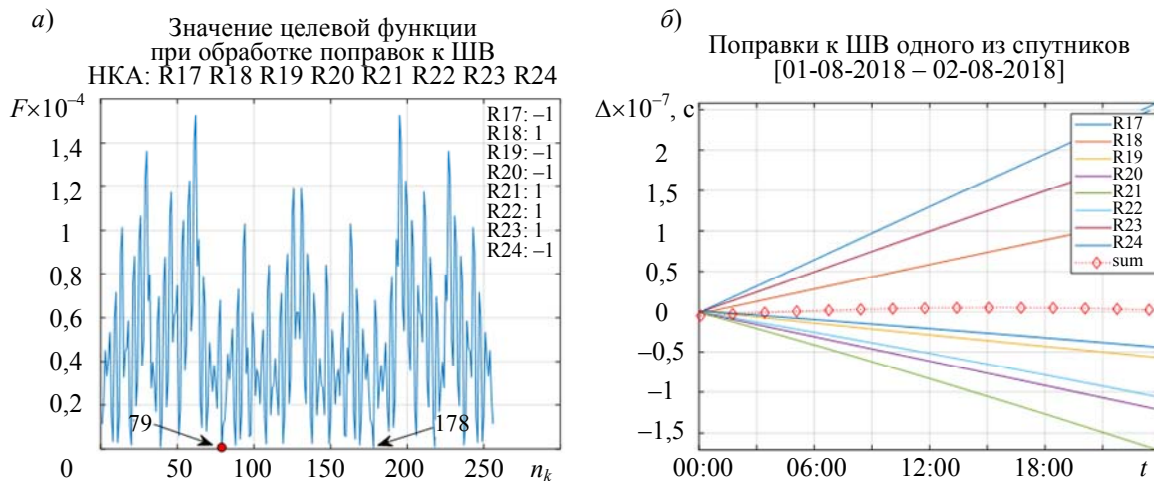 а)
Значение целевой функции
при обработке поправок к ШВ
НКА: R17 R18 R19 R20 R21 R22 R23 R24
F×10⁻⁴
1,4
1,2
1
0,8
0,6
0,4
0,2
0
R17: –1
R18: 1
R19: –1
R20: –1
R21: 1
R22: 1
R23: 1
R24: –1
79
178
50
100
150
200
250
nₖ
б)
Поправки к ШВ одного из спутников
[01-08-2018 – 02-08-2018]
Δ×10⁻⁷, с
2
1,5
1
0,5
0
–0,5
–1
–1,5
R17
R18
R19
R20
R21
R22
R23
R24
sum
00:00
06:00
12:00
18:00
t